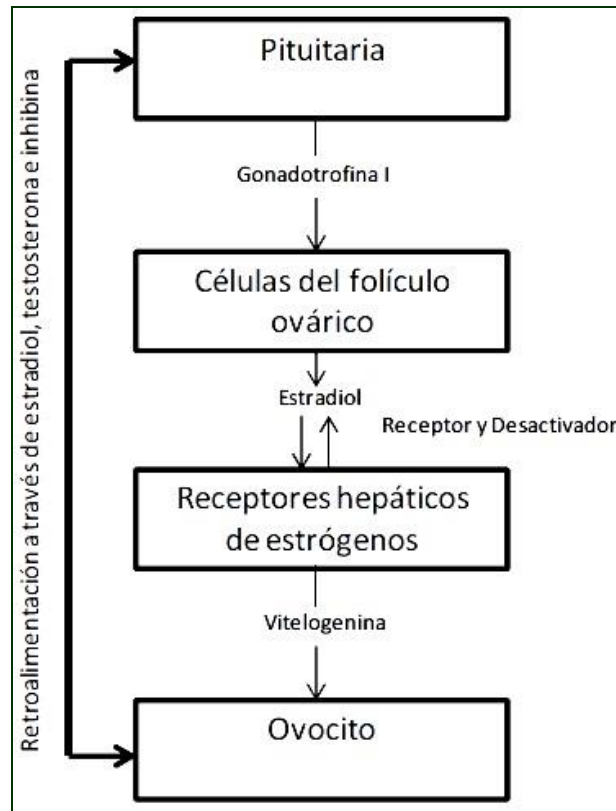 Retroalimentación a través de estradiol, testosterona e inhibina
Pituitaria
Gonadotrofina I
Células del folículo
ovárico
Estradiol
Receptor y Desactivador
Receptores hepáticos
de estrógenos
Vitelogenina
Ovocito